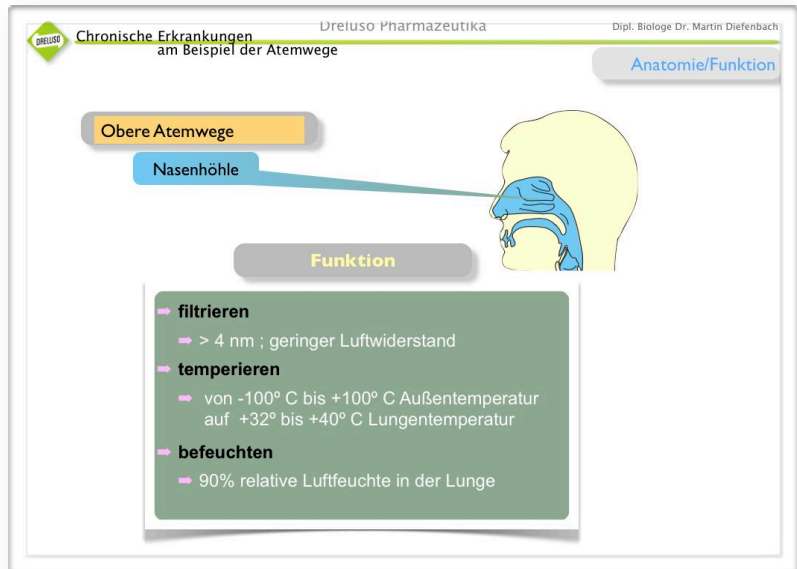 Dreluso Pharmazeutika
Dipl. Biologe Dr. Martin Diefenbach
DRELUSO
Chronische Erkrankungen
am Beispiel der Atemwege
Anatomie/Funktion
Obere Atemwege
Nasenhöhle
Funktion
➡ filtrieren
➡ > 4 nm ; geringer Luftwiderstand
➡ temperieren
➡ von -100º C bis +100º C Außentemperatur
auf +32º bis +40º C Lungentemperatur
➡ befeuchten
➡ 90% relative Luftfeuchte in der Lunge